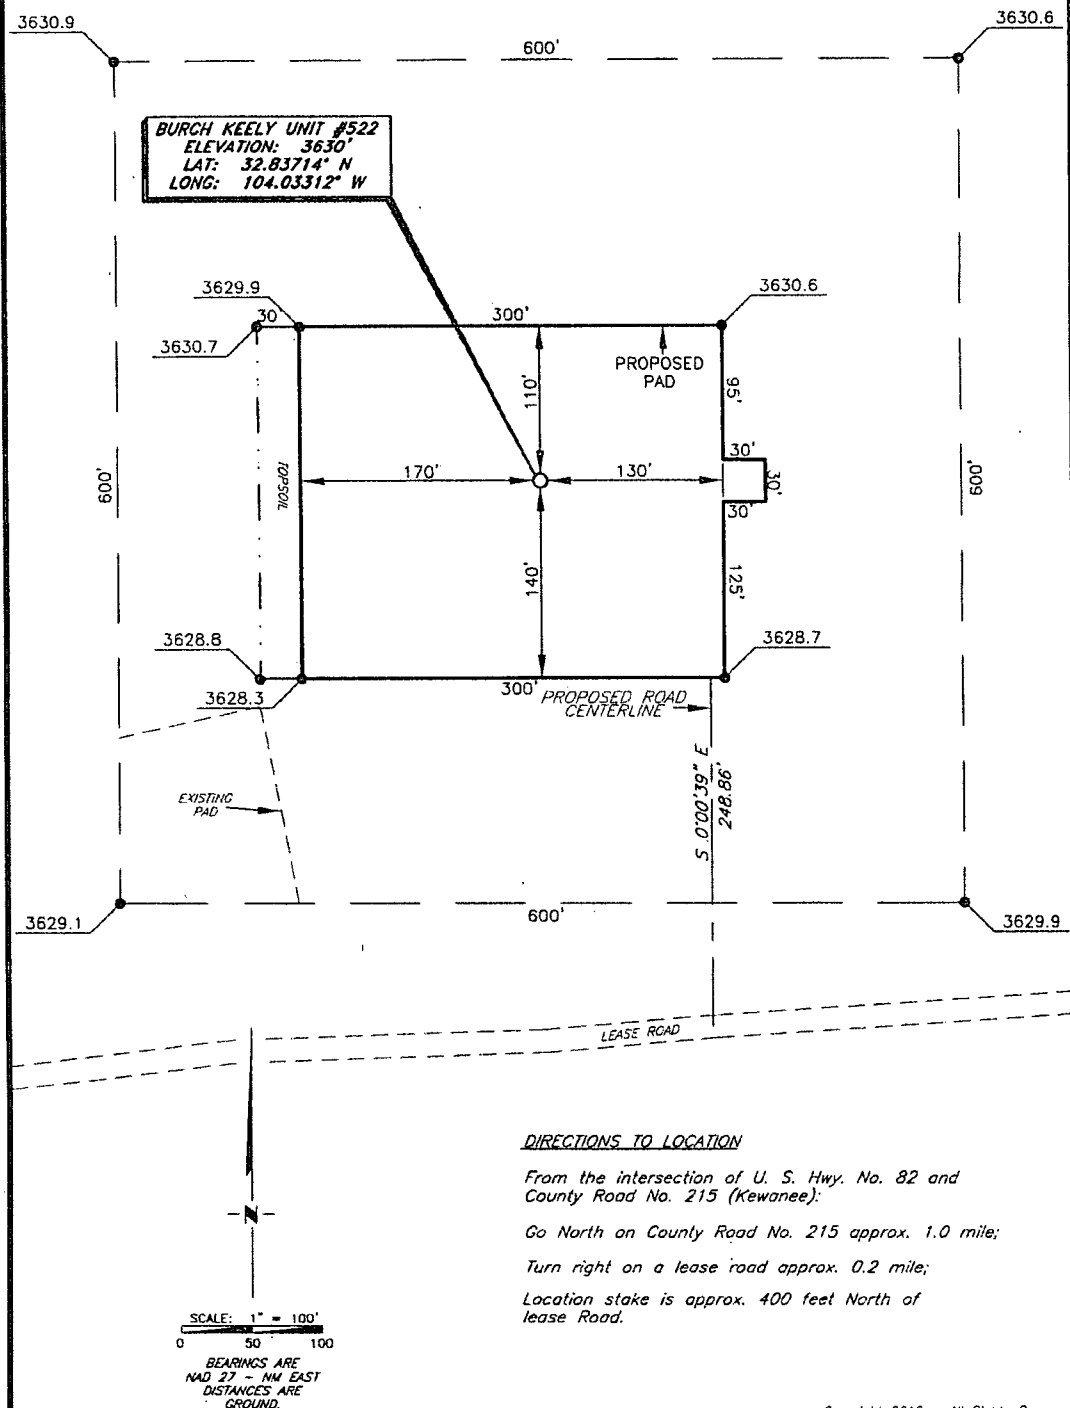 3630.9
3630.6
600'
BURCH KEELY UNIT #522
ELEVATION: 3630'
LAT: 32.83714° N
LONG: 104.03312° W
3629.9
3630.6
30'
300'
3630.7
PROPOSED
PAD
110'
95'
600'
TOPSOIL
170'
130'
30'
30'
30'
600'
140'
125'
3628.8
3628.7
3628.3
300'
PROPOSED ROAD
CENTERLINE
S 0°00'39" E
248.86'
EXISTING
PAD
3629.1
600'
3629.9
LEASE ROAD
DIRECTIONS TO LOCATION
From the intersection of U. S. Hwy. No. 82 and
County Road No. 215 (Kewanee):
Go North on County Road No. 215 approx. 1.0 mile;
Turn right on a lease road approx. 0.2 mile;
Location stake is approx. 400 feet North of
lease Road.
N
SCALE: 1" = 100'
0 50 100
BEARINGS ARE
NAD 27 - NM EAST
DISTANCES ARE
GROUND.